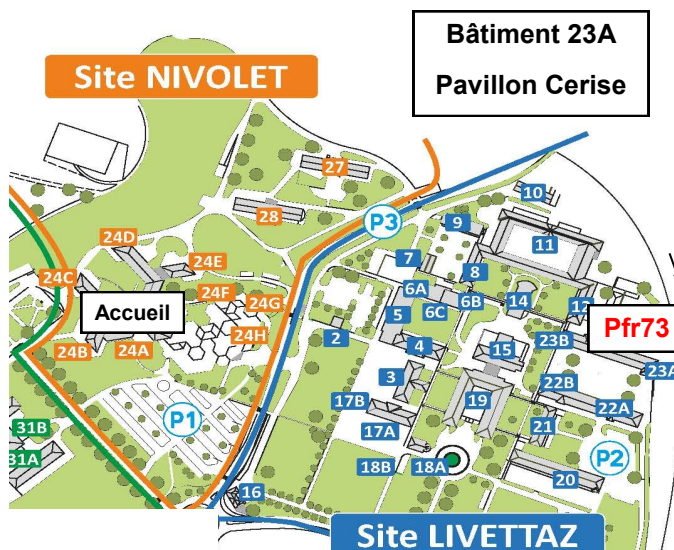 Bâtiment 23A
Pavillon Cerise
Site NIVOLET
27
28
P3
10
9
11
24D
24E
7
8
24C
24F
6A
6B
14
12
Accueil
24G
6C
5
Pfr73
24H
2
4
15
23B
24B
24A
3
23A
22B
17B
19
22A
P1
17A
21
31B
18B
18A
P2
31A
20
16
Site LIVETTAZ